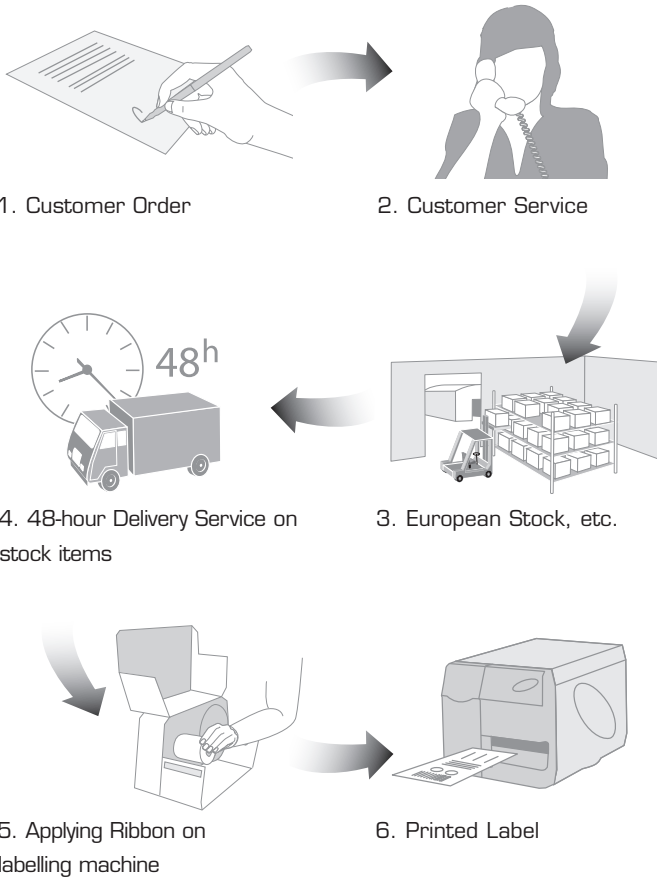 1. Customer Order
2. Customer Service
48h
4. 48-hour Delivery Service on
stock items
3. European Stock, etc.
5. Applying Ribbon on
labelling machine
6. Printed Label